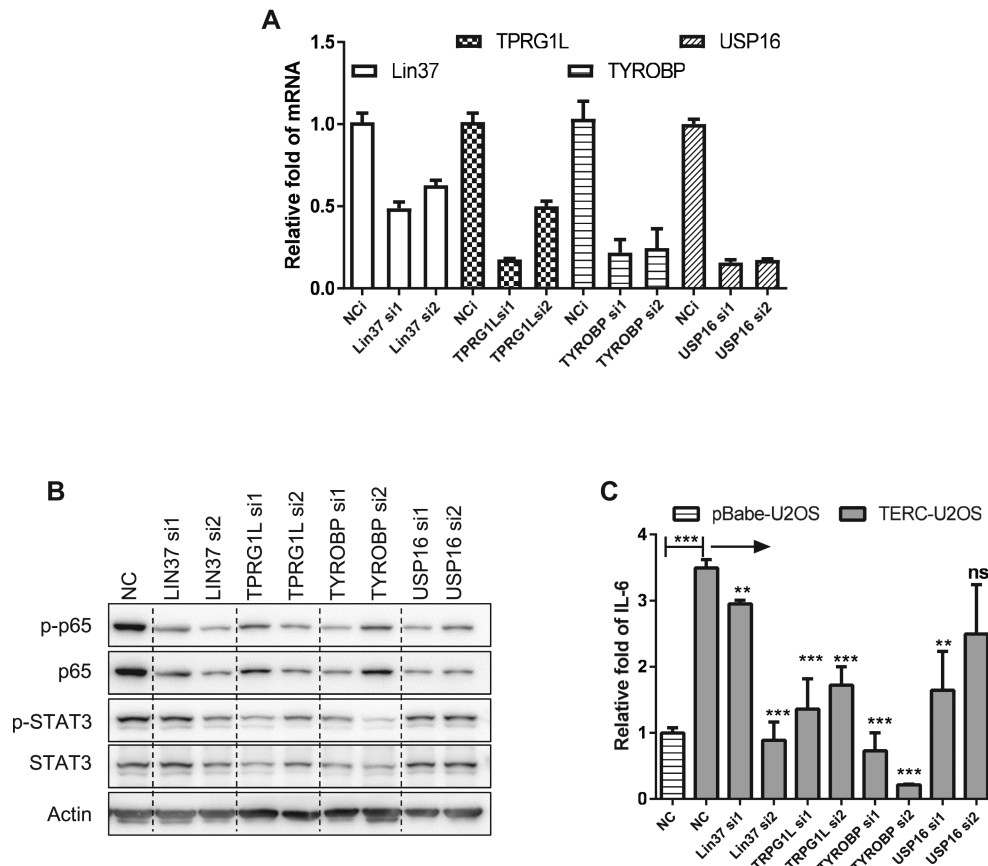 A
TPRG1L
USP16
Lin37
TYROBP
Relative fold of mRNA
1.5
1.0
0.5
0.0
NCi
Lin37 si1
Lin37 si2
NCi
TPRG1Lsi1
TPRG1Lsi2
NCi
TYROBP si1
TYROBP si2
NCi
USP16 si1
USP16 si2
B
NC
LIN37 si1
LIN37 si2
TPRG1L si1
TPRG1L si2
TYROBP si1
TYROBP si2
USP16 si1
USP16 si2
p-p65
p65
p-STAT3
STAT3
Actin
C
pBabe-U2OS
TERC-U2OS
Relative fold of IL-6
4
3
2
1
0
***
**
***
***
***
***
***
**
ns
NC
NC
Lin37 si1
Lin37 si2
TRPG1L si1
TRPG1L si2
TYROBP si1
TYROBP si2
USP16 si1
USP16 si2